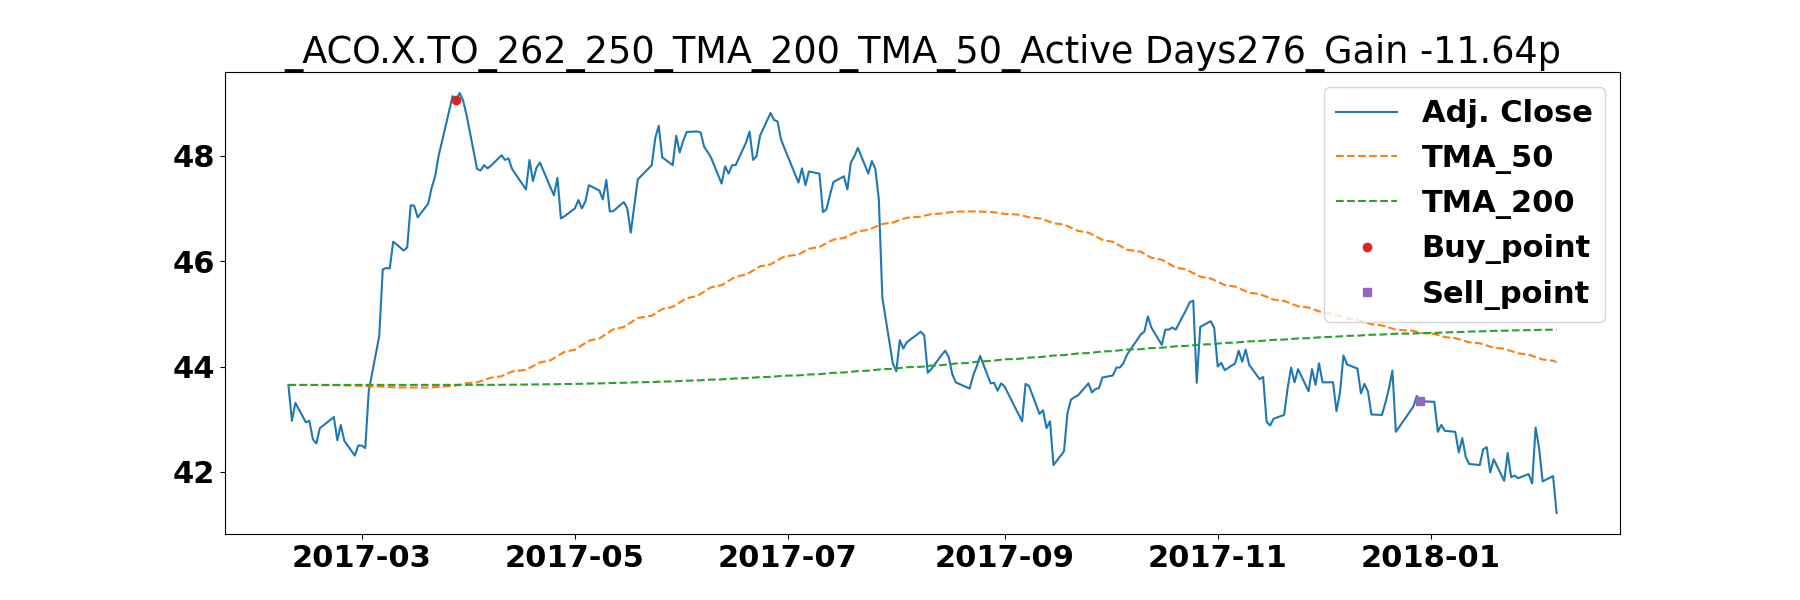 _ACO.X.TO_262_250_TMA_200_TMA_50_Active Days276_Gain -11.64p
Adj. Close
TMA_50
TMA_200
Buy_point
Sell_point
48
46
44
42
2017-03 2017-05 2017-07 2017-09 2017-11 2018-01